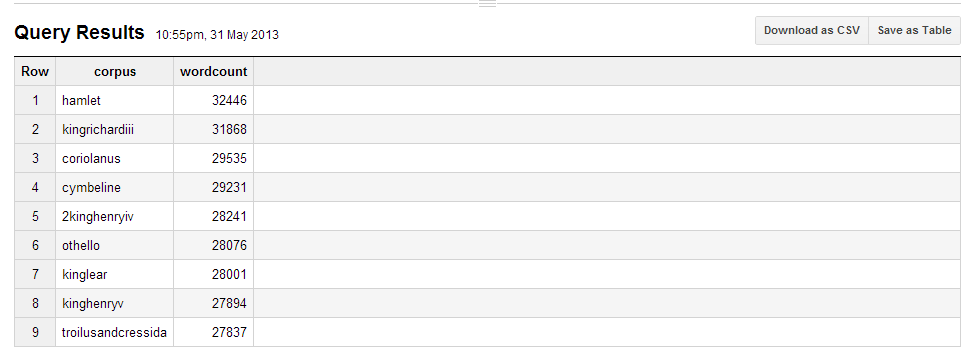 Query Results 10:55pm, 31 May 2013 Download as CSV Save as Table
Row corpus wordcount
1 hamlet 32446
2 kingrichardiii 31868
3 coriolanus 29535
4 cymbeline 29231
5 2kinghenryiv 28241
6 othello 28076
7 kinglear 28001
8 kinghenryv 27894
9 troilusandcressida 27837